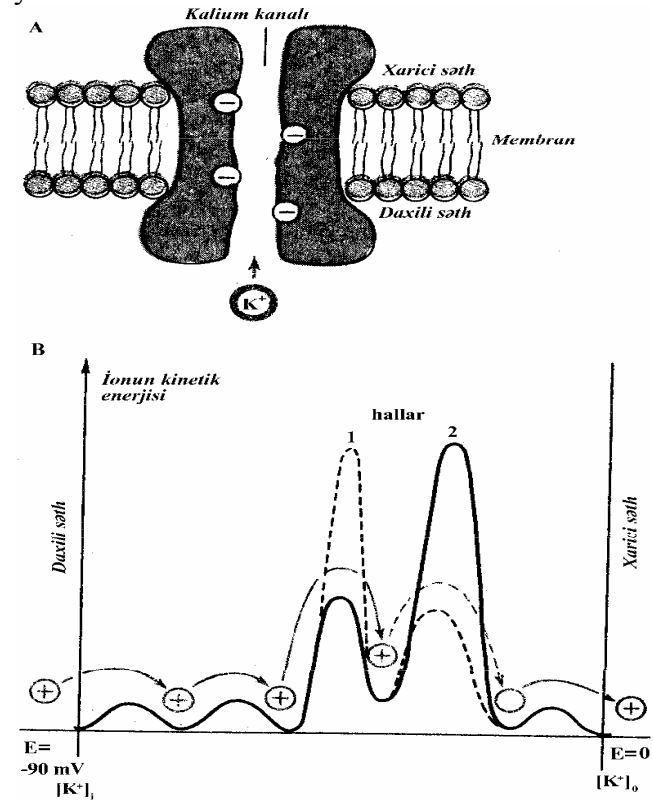 Kalium kanalı
A
Xarici səth
Membran
Daxili səth
K⁺
B
İonun kinetik
enerjisi
hallar
1
2
Daxili səth
Xarici səth
E=
-90 mV
[K⁺]ᵢ
E=0
[K⁺]ₒ